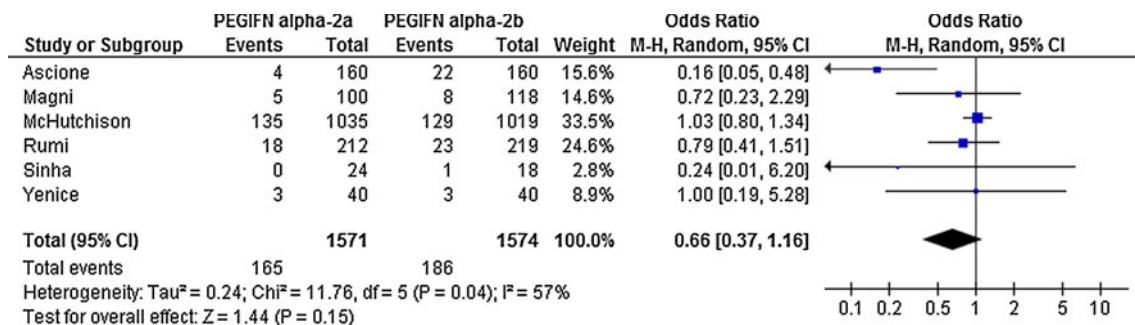 PEGIFN alpha-2a PEGIFN alpha-2b Odds Ratio Odds Ratio
Study or Subgroup Events Total Events Total Weight M-H, Random, 95% CI M-H, Random, 95% CI
Ascione 4 160 22 160 15.6% 0.16 [0.05, 0.48]
Magni 5 100 8 118 14.6% 0.72 [0.23, 2.29]
McHutchison 135 1035 129 1019 33.5% 1.03 [0.80, 1.34]
Rumi 18 212 23 219 24.6% 0.79 [0.41, 1.51]
Sinha 0 24 1 18 2.8% 0.24 [0.01, 6.20]
Yenice 3 40 3 40 8.9% 1.00 [0.19, 5.28]
Total (95% CI) 1571 1574 100.0% 0.66 [0.37, 1.16]
Total events 165 186
Heterogeneity: Tau² = 0.24; Chi² = 11.76, df = 5 (P = 0.04); I² = 57%
Test for overall effect: Z = 1.44 (P = 0.15)
0.1 0.2 0.5 1 2 5 10